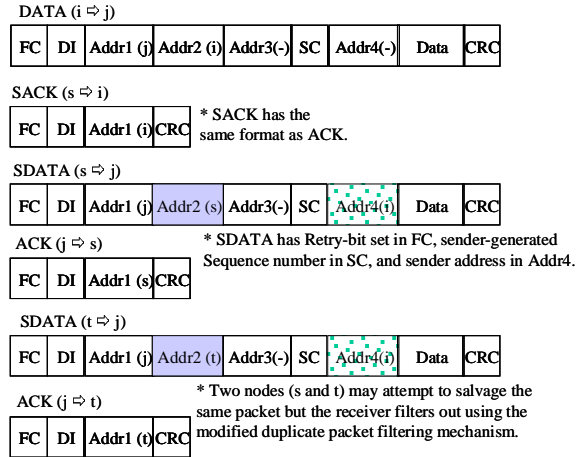 DATA (i ⇨ j)
FC DI Addr1 (j) Addr2 (i) Addr3(-) SC Addr4(-) Data CRC
SACK (s ⇨ i)
FC DI Addr1 (i) CRC
* SACK has the
same format as ACK.
SDATA (s ⇨ j)
FC DI Addr1 (j) Addr2 (s) Addr3(-) SC Addr4(i) Data CRC
ACK (j ⇨ s)
FC DI Addr1 (s) CRC
* SDATA has Retry-bit set in FC, sender-generated
Sequence number in SC, and sender address in Addr4.
SDATA (t ⇨ j)
FC DI Addr1 (j) Addr2 (t) Addr3(-) SC Addr4(i) Data CRC
ACK (j ⇨ t)
FC DI Addr1 (t) CRC
* Two nodes (s and t) may attempt to salvage the
same packet but the receiver filters out using the
modified duplicate packet filtering mechanism.